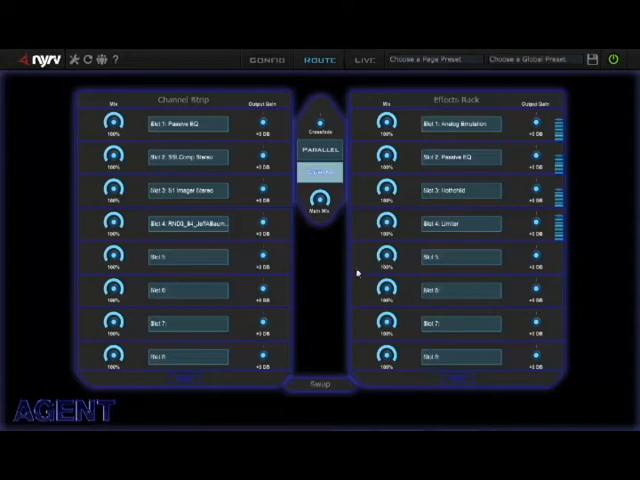 nyrv ? CONFIG ROUTE LIVE Choose a Page Preset Choose a Global Preset
Channel Strip
Mix Output Gain
100% Slot 1: Passive EQ +0 DB
100% Slot 2: SSLComp Stereo +0 DB
100% Slot 3: S1 Imager Stereo +0 DB
100% +0 DB
100% Slot 5: +0 DB
100% Slot 6: +0 DB
100% Slot 7: +0 DB
100% Slot 8: +0 DB
Crossfade
PARALLEL
SERIAL
Main Mix
Effects Rack
Mix Output Gain
100% Slot 1: Analog Emulation +0 DB
100% Slot 2: Passive EQ +0 DB
100% Slot 3: Hothchild +0 DB
100% Slot 4: Limiter +0 DB
100% Slot 5: +0 DB
100% Slot 6: +0 DB
100% Slot 7: +0 DB
100% Slot 8: +0 DB
Swap
AGENT